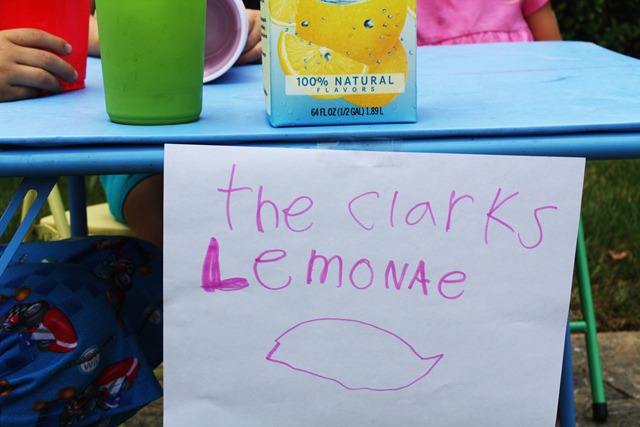 100% NATURAL
FLAVORS
64 FL OZ (1/2 GAL) 1.89 L
the clarks
LemonAe